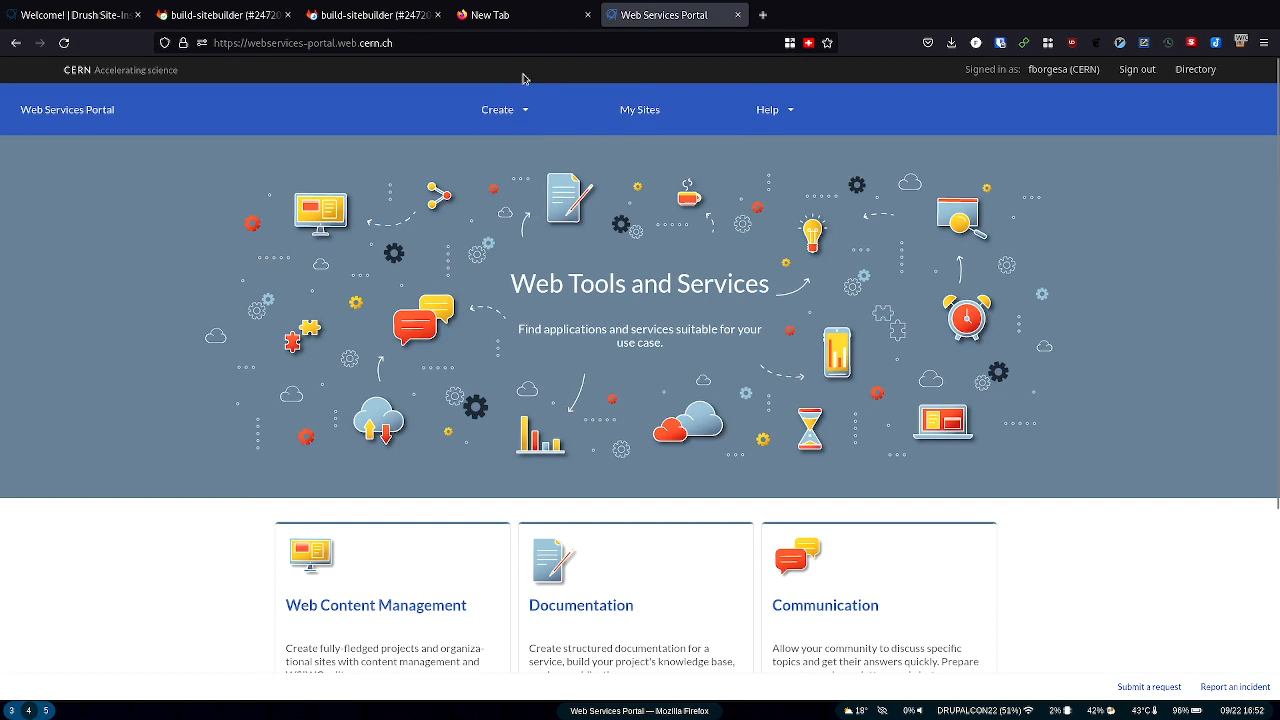 Welcome! | Drush Site-Ins
build-sitebuilder (#24720
build-sitebuilder (#24720
New Tab
Web Services Portal
https://webservices-portal.web.cern.ch
CERN Accelerating science
Signed in as: fborgesa (CERN) Sign out Directory
Web Services Portal
Create
My Sites
Help
Web Tools and Services
Find applications and services suitable for your
use case.
Web Content Management
Create fully-fledged projects and organiza-
tional sites with content management and
Documentation
Create structured documentation for a
service, build your project's knowledge base,
Communication
Allow your community to discuss specific
topics and get their answers quickly. Prepare
Submit a request
Report an incident
3 4 5
Web Services Portal — Mozilla Firefox
18° 0% DRUPALCON22 (51%) 2% 42% 43°C 96% 09/22 16:52